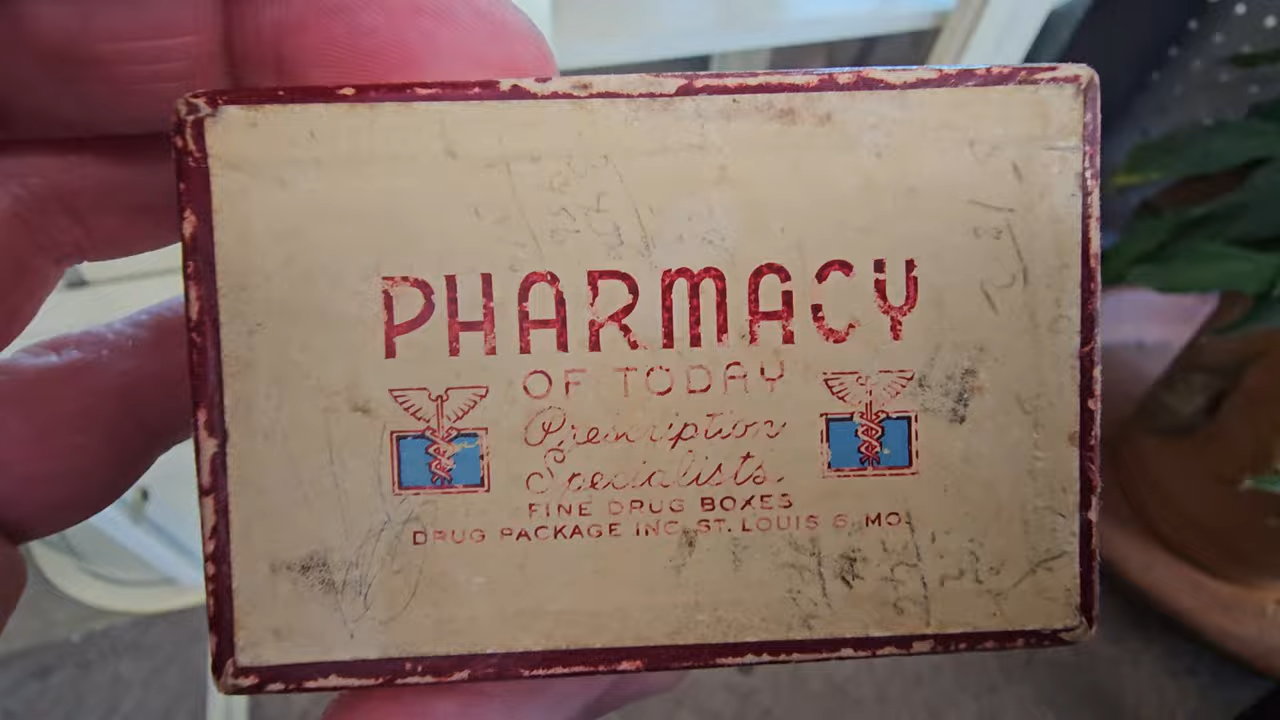 PHARMACY
OF TODAY
Prescription
Specialists
FINE DRUG BOXES
DRUG PACKAGE INC. ST. LOUIS 6, MO.